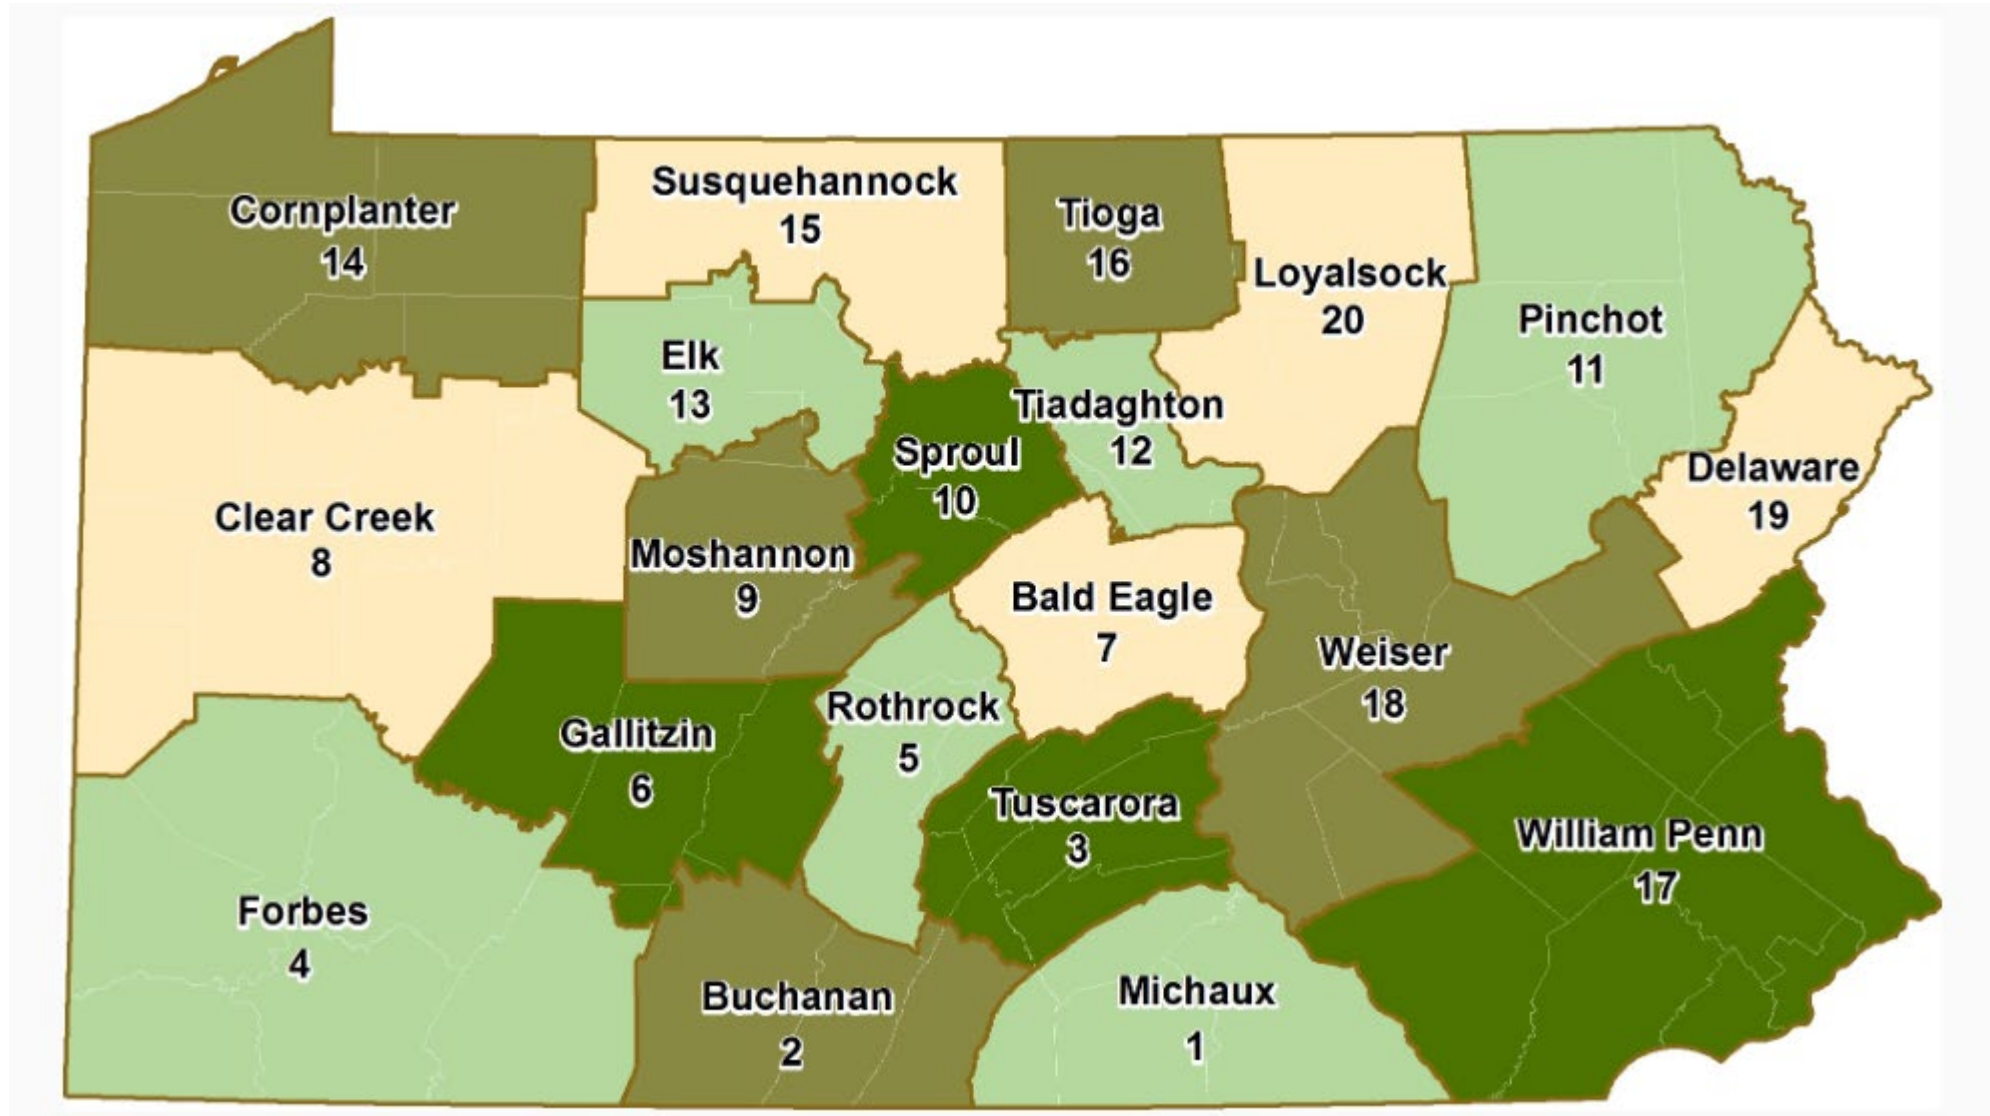 Cornplanter
14
Susquehannock
15
Tioga
16
Loyalsock
20
Pinchot
11
Elk
13
Tiadaghton
12
Sproul
10
Delaware
19
Clear Creek
8
Moshannon
9
Bald Eagle
7
Weiser
18
Rothrock
5
Gallitzin
6
Tuscarora
3
William Penn
17
Forbes
4
Buchanan
2
Michaux
1